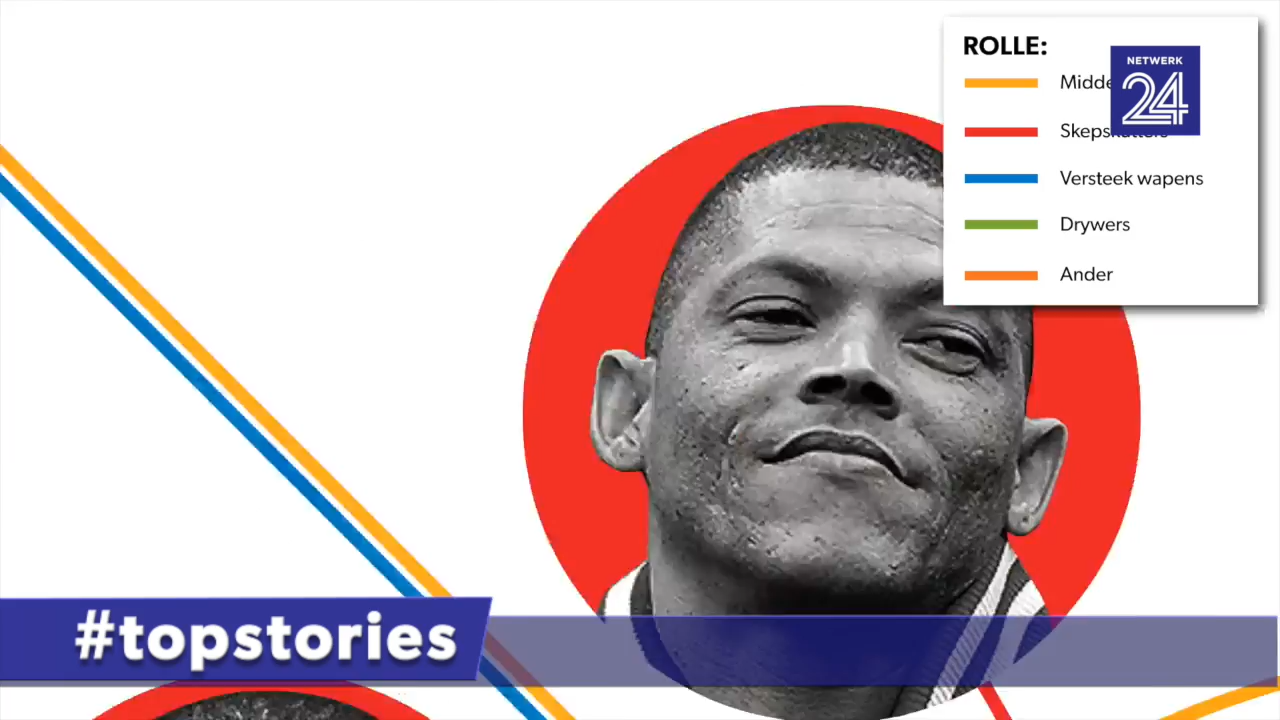 ROLLE:
NETWERK
24
Versteek wapens
Drywers
Ander
#topstories